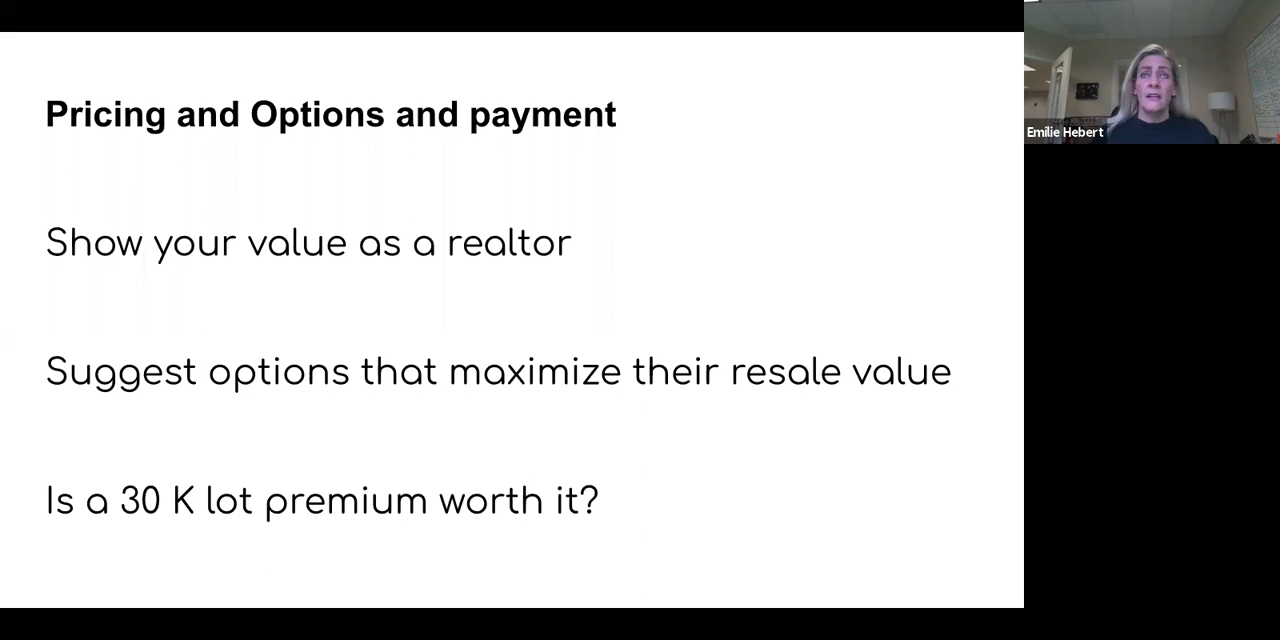 Pricing and Options and payment
Show your value as a realtor
Suggest options that maximize their resale value
Is a 30 K lot premium worth it?
Emilie Hebert